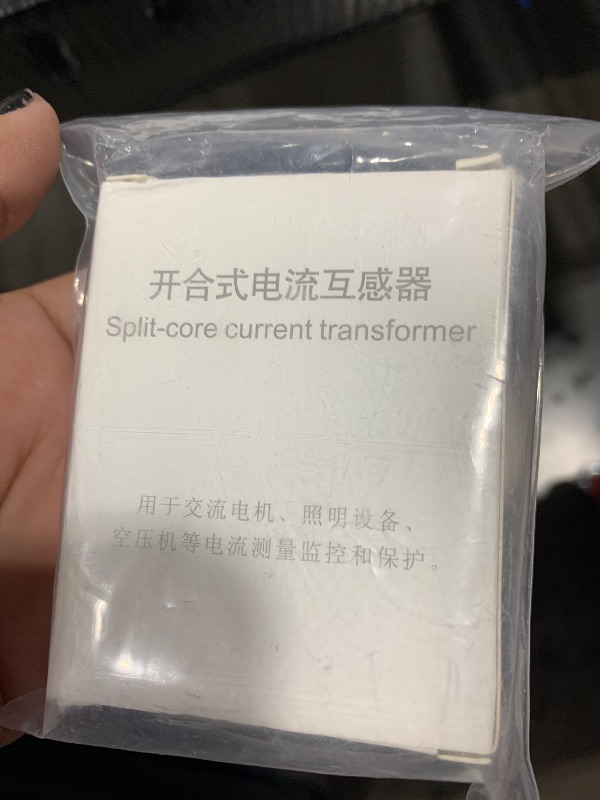 开合式电流互感器
Split-core current transformer
用于交流电机、照明设备、
空压机等电流测量监控和保护。